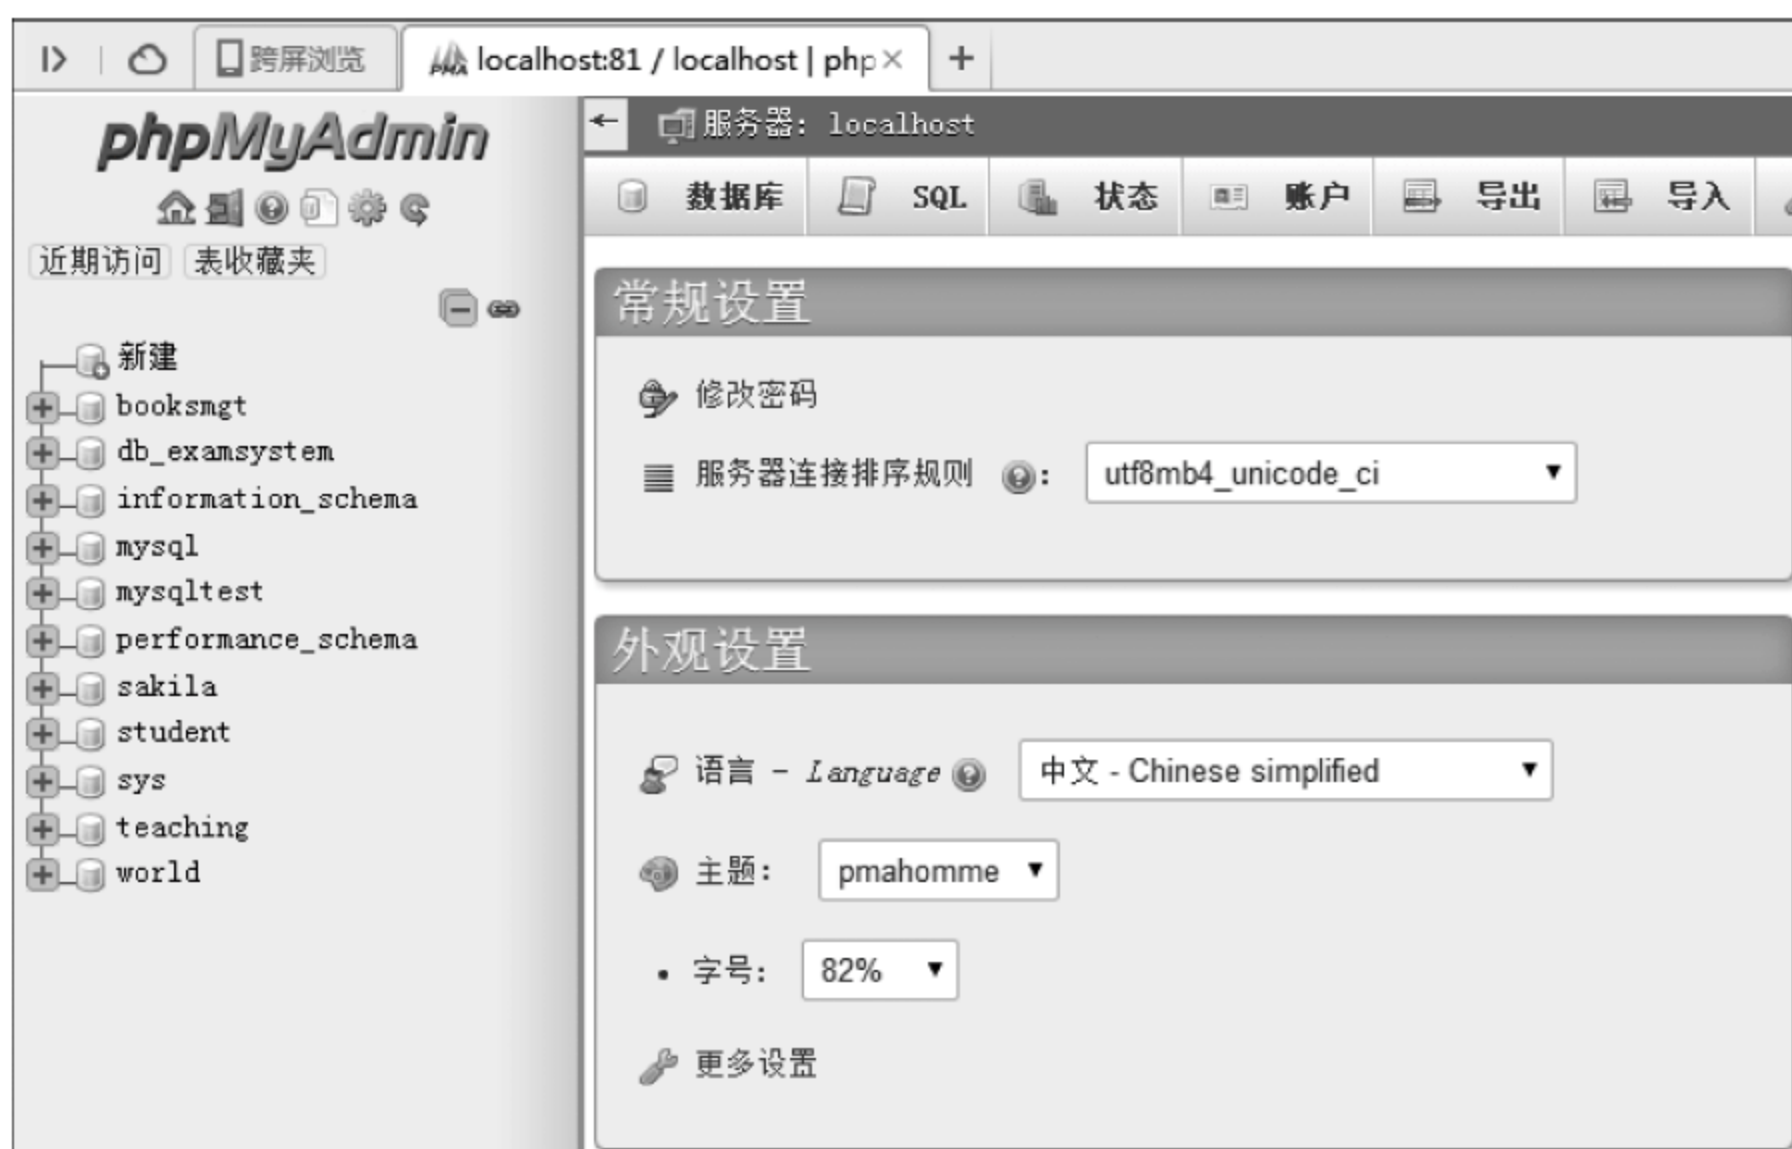 跨屏浏览
PMA localhost:81 / localhost | php
phpMyAdmin
近期访问 表收藏夹
新建
booksmgt
db_examsystem
information_schema
mysql
mysqltest
performance_schema
sakila
student
sys
teaching
world
服务器: localhost
数据库 SQL 状态 账户 导出 导入
常规设置
修改密码
服务器连接排序规则 : utf8mb4_unicode_ci
外观设置
语言 - Language 中文 - Chinese simplified
主题: pmahomme
• 字号: 82%
更多设置